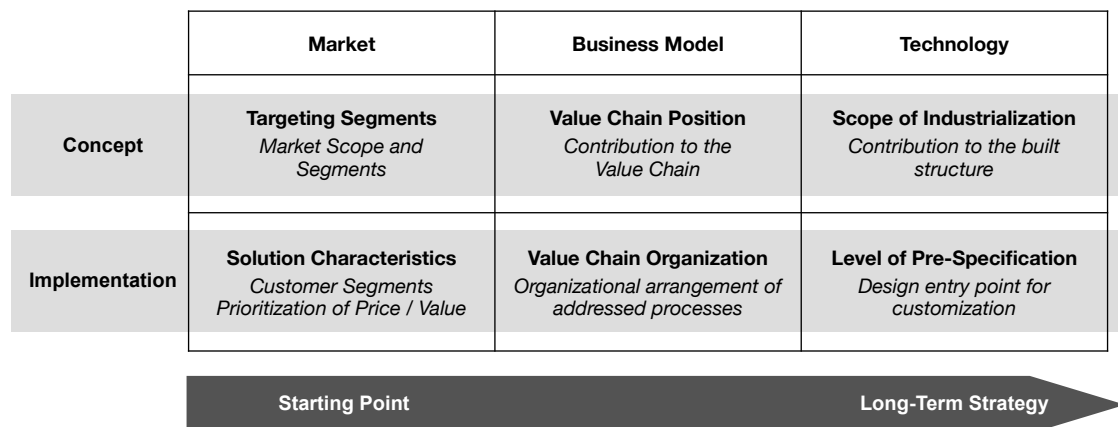 Market
Business Model
Technology
Concept
Targeting Segments
Market Scope and
Segments
Value Chain Position
Contribution to the
Value Chain
Scope of Industrialization
Contribution to the built
structure
Implementation
Solution Characteristics
Customer Segments
Prioritization of Price / Value
Value Chain Organization
Organizational arrangement of
addressed processes
Level of Pre-Specification
Design entry point for
customization
Starting Point
Long-Term Strategy